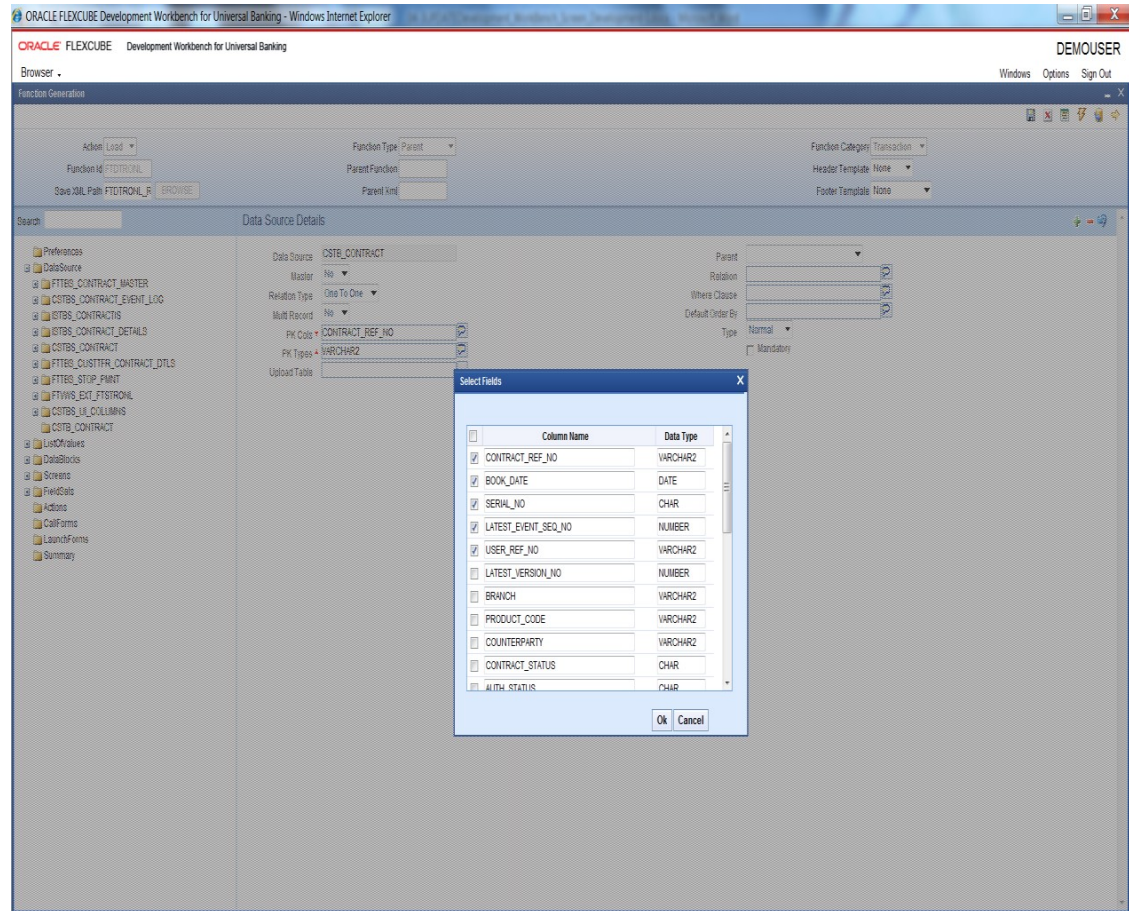 ORACLE FLEXCUBE Development Workbench for Universal Banking - Windows Internet Explorer
ORACLE FLEXCUBE Development Workbench for Universal Banking
DEMOUSER
Browser
Windows Options Sign Out
Function Generation
Action Load
Function Type Parent
Function Category Transaction
Function Id FTDTRONL
Parent Function
Header Template None
Save XML Path FTDTRONL_R BROWSE
Parent Xml
Footer Template None
Search
Data Source Details
Preferences
DataSource
FTTBS_CONTRACT_MASTER
CSTBS_CONTRACT_EVENT_LOG
ISTBS_CONTRACTIS
ISTBS_CONTRACT_DETAILS
CSTBS_CONTRACT
FTTBS_CUSTTFR_CONTRACT_DTLS
FTTBS_STOP_PMNT
FTVWS_EXT_FTSTRONL
CSTBS_UI_COLUMNS
CSTB_CONTRACT
ListOfValues
DataBlocks
Screens
FieldSets
Actions
CallForms
LaunchForms
Summary
Data Source CSTB_CONTRACT
Parent
Master No
Relation
Relation Type One To One
Where Clause
Multi Record No
Default Order By
PK Cols * CONTRACT_REF_NO
Type Normal
PK Types * VARCHAR2
Mandatory
Upload Table
Select Fields X
Column Name Data Type
CONTRACT_REF_NO VARCHAR2
BOOK_DATE DATE
SERIAL_NO CHAR
LATEST_EVENT_SEQ_NO NUMBER
USER_REF_NO VARCHAR2
LATEST_VERSION_NO NUMBER
BRANCH VARCHAR2
PRODUCT_CODE VARCHAR2
COUNTERPARTY VARCHAR2
CONTRACT_STATUS CHAR
AUTH_STATUS CHAR
Ok Cancel